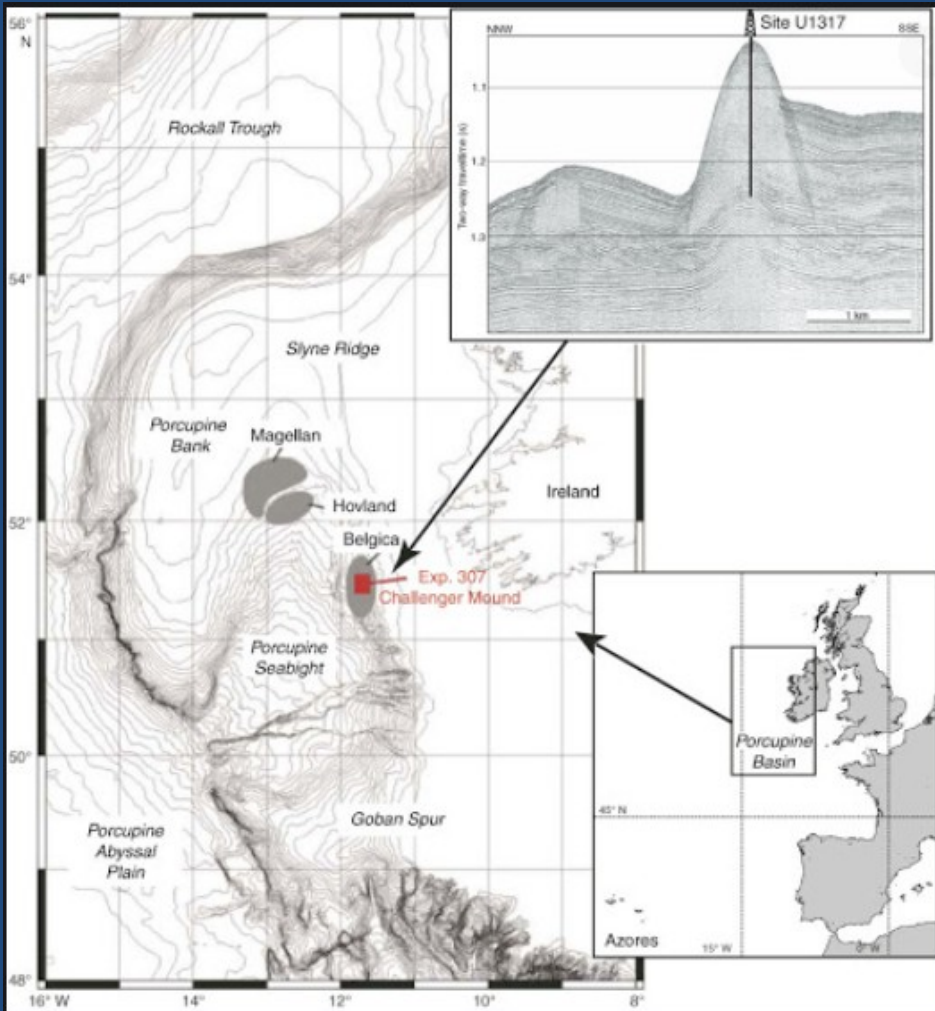 56°
N
Rockall Trough
54°
Slyne Ridge
Porcupine
Bank
Magellan
Hovland
52°
Belgica
Ireland
Exp. 307
Challenger Mound
Porcupine
Seabight
50°
Goban Spur
Porcupine
Abyssal
Plain
48°
16° W
14°
12°
10°
8°
Site U1317
NNW
SSE
Two-way traveltime (s)
1.1
1.2
1.3
1 km
Porcupine
Basin
45° N
Azores
15° W
0° W